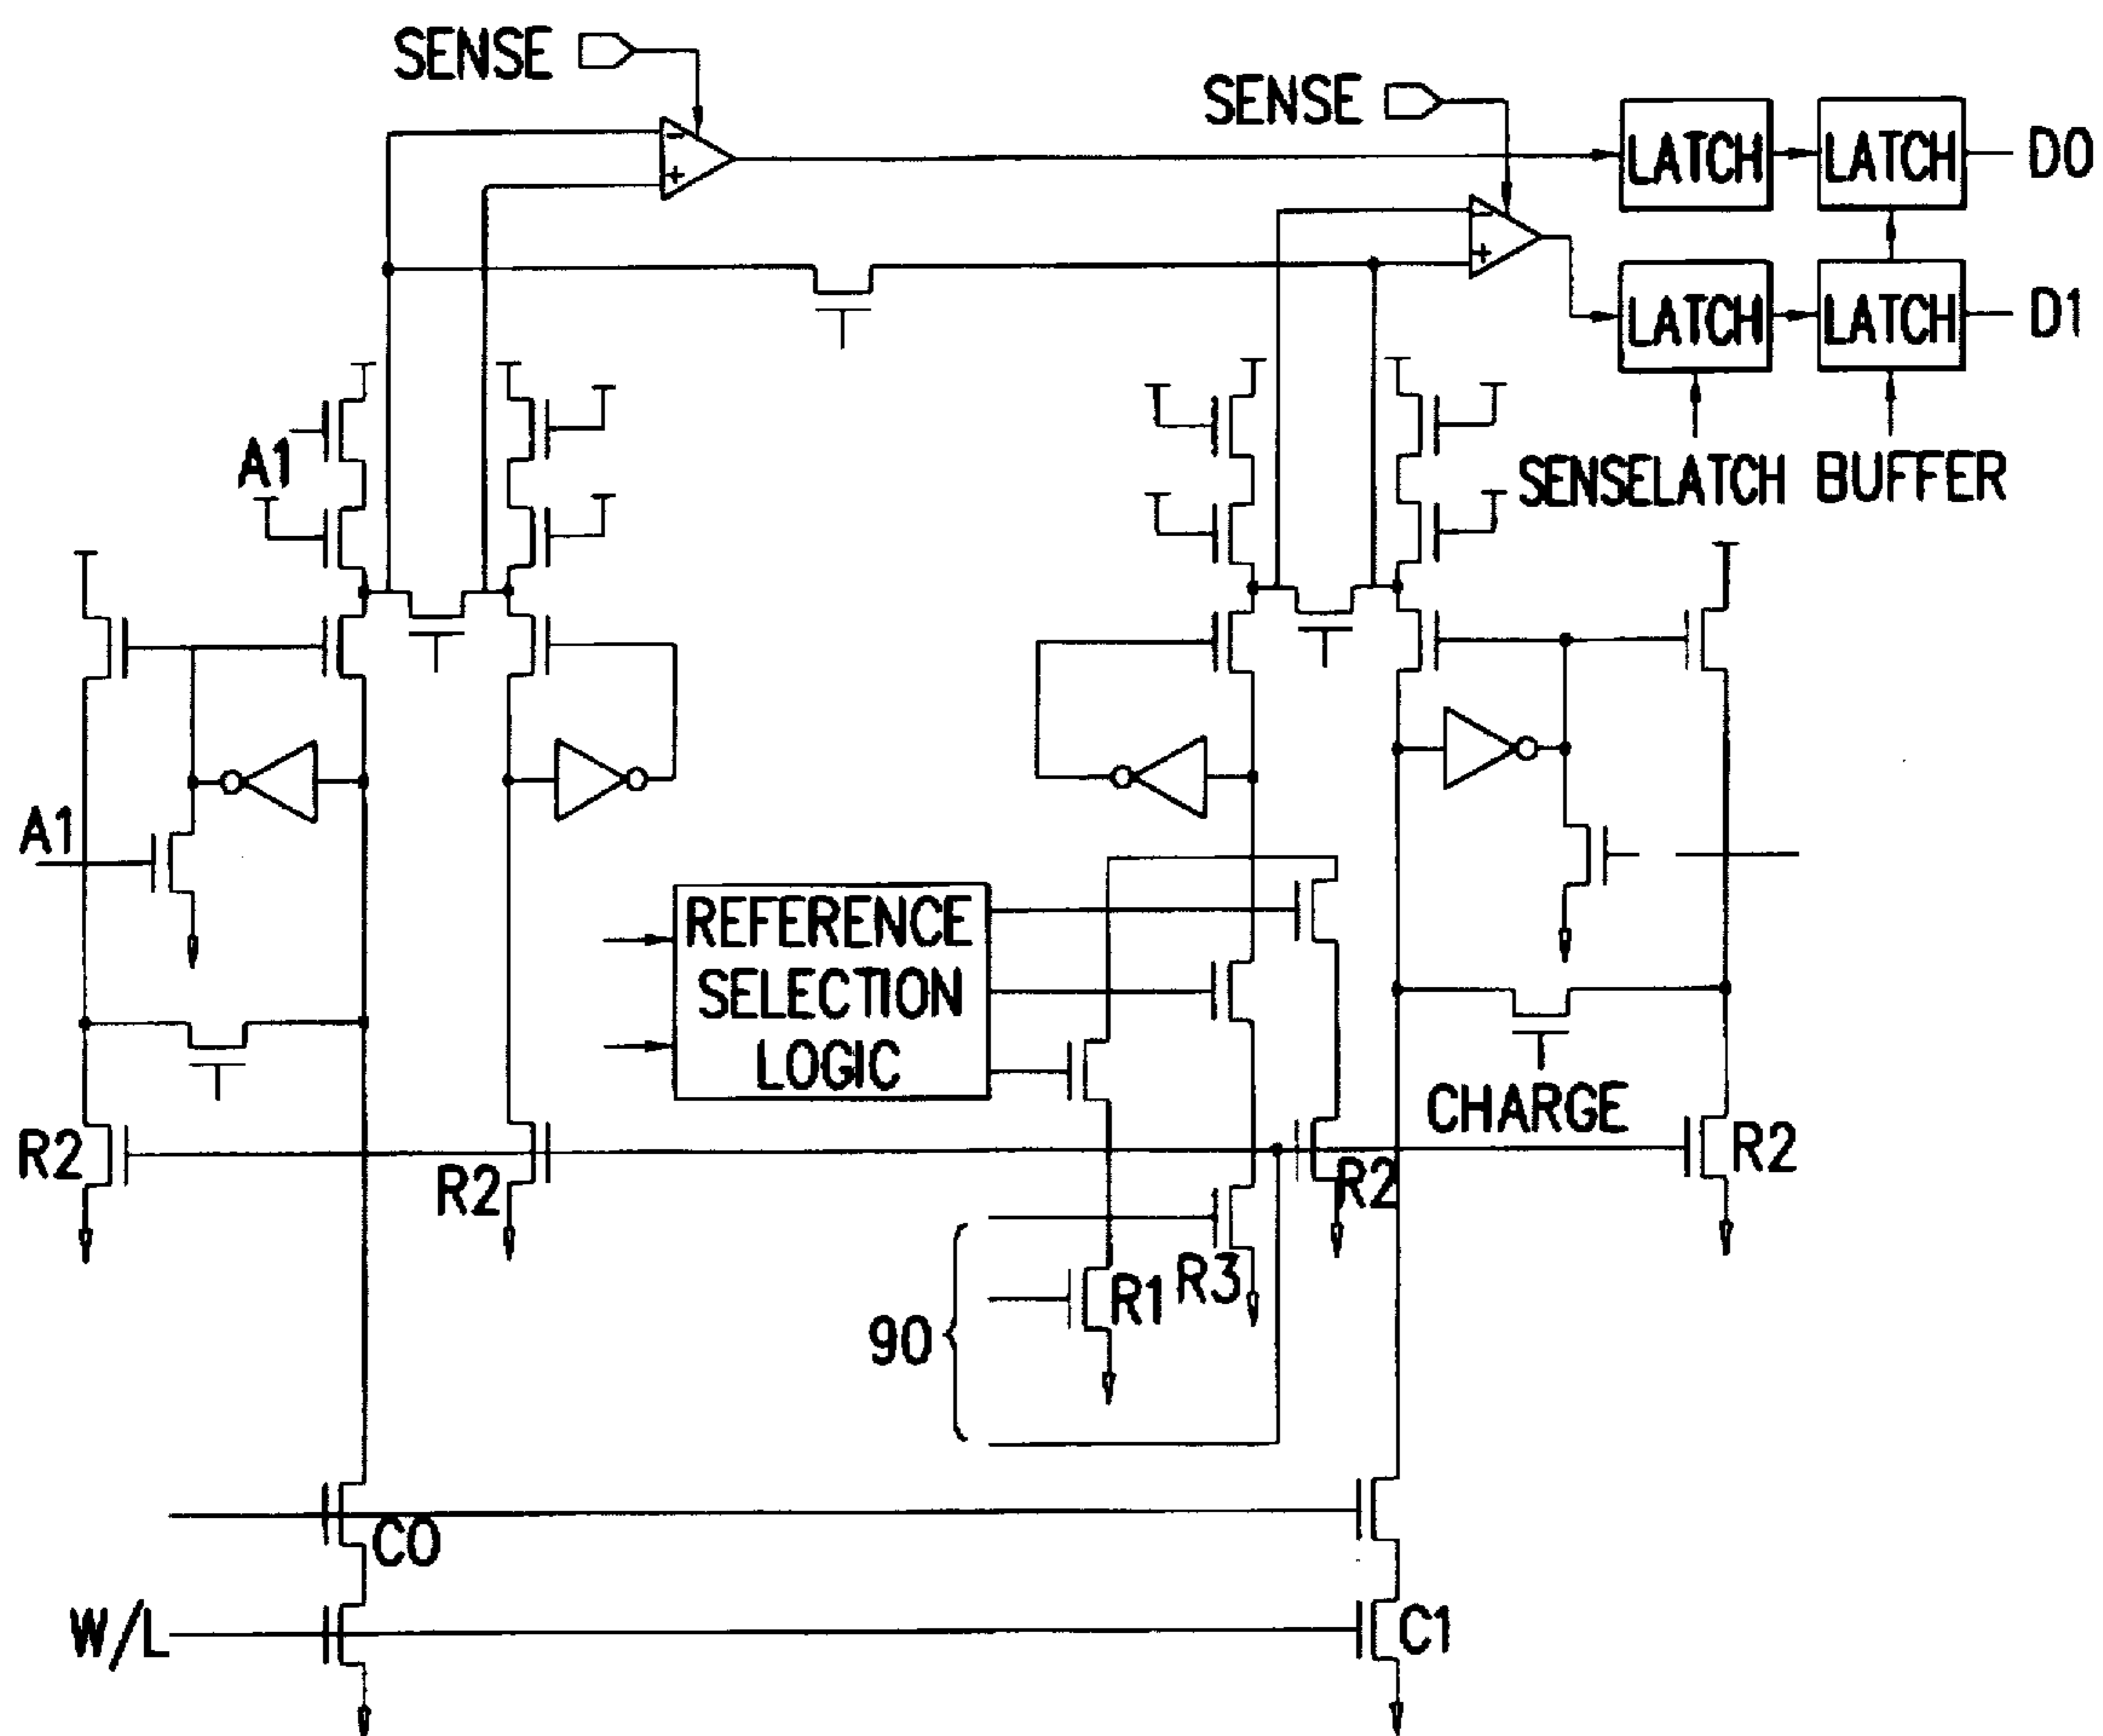 SENSE
SENSE
LATCH
LATCH
D0
LATCH
LATCH
D1
A1
SENSELATCH BUFFER
A1
REFERENCE
SELECTION
LOGIC
CHARGE
R2
R2
R2
R2
R3
R1
90
C0
W/L
C1